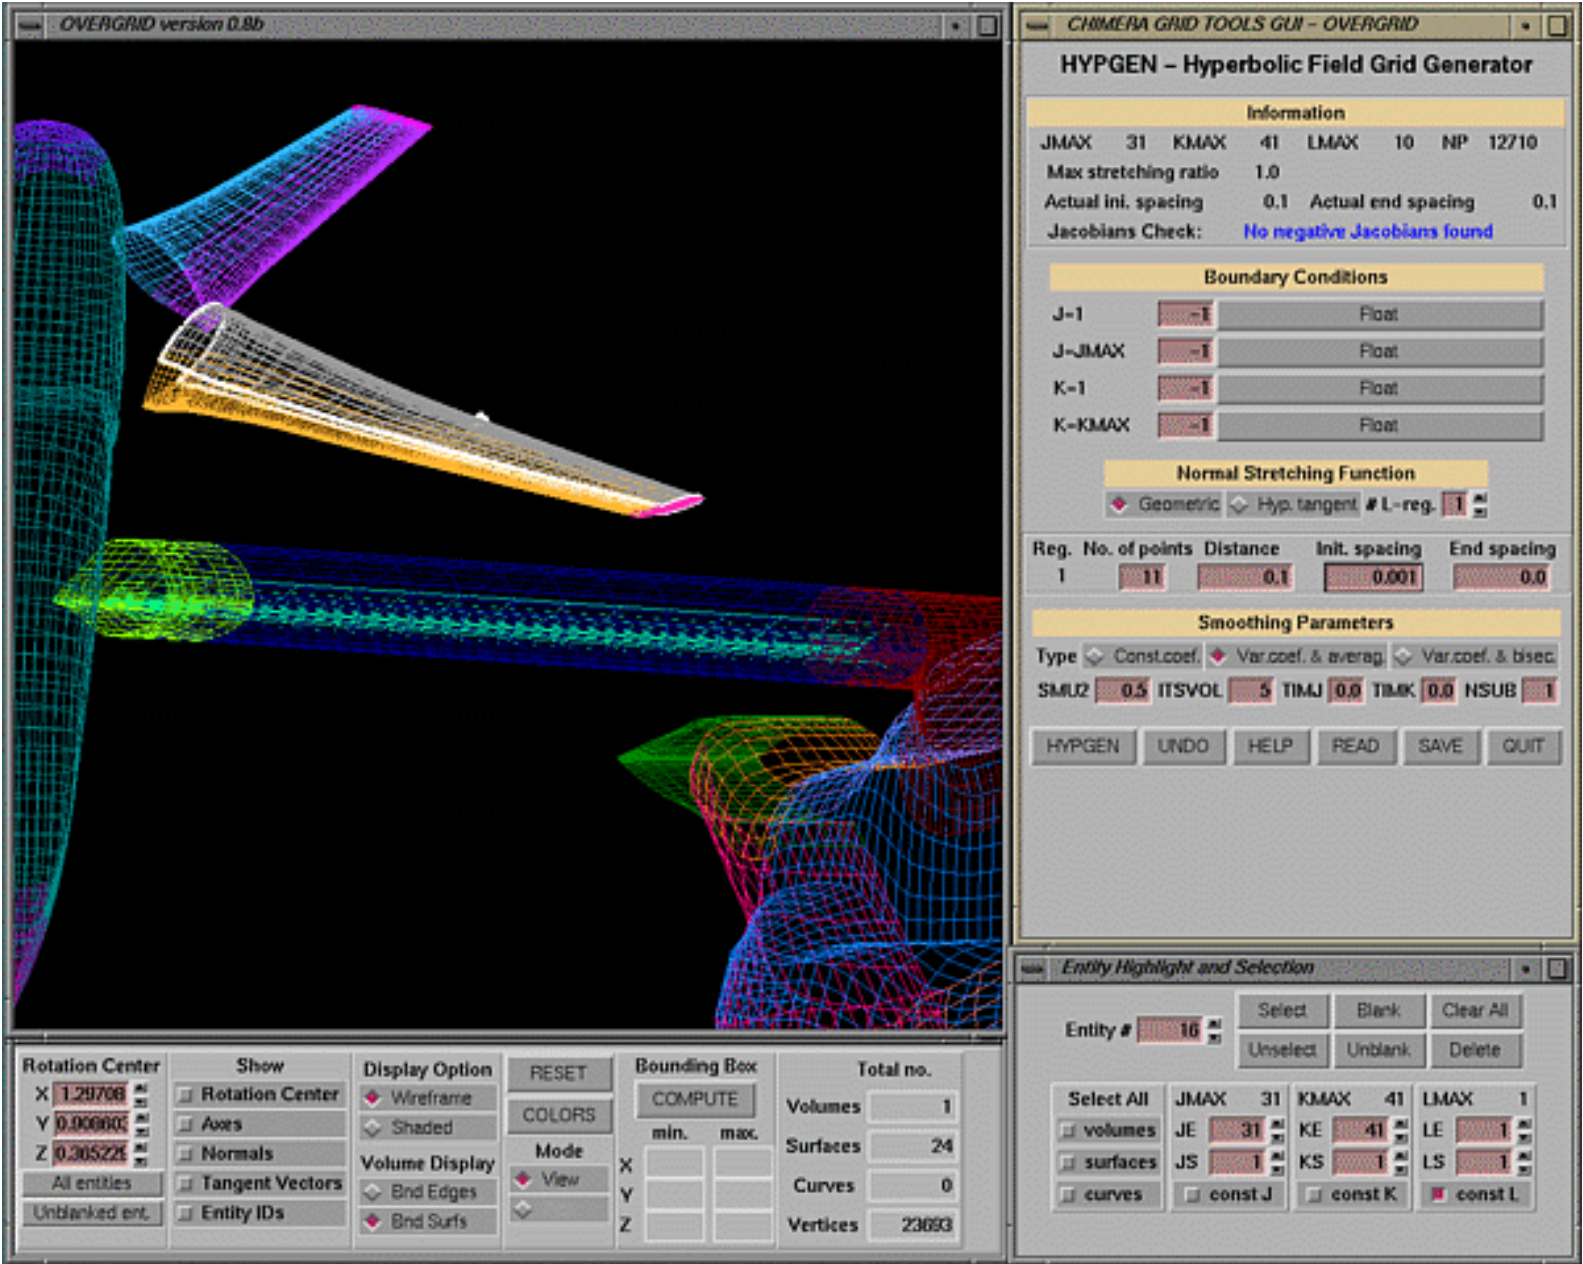 OVERGRID version 0.8b
CHIMERA GRID TOOLS GUI - OVERGRID
HYPGEN - Hyperbolic Field Grid Generator
Information
JMAX 31 KMAX 41 LMAX 10 NP 12710
Max stretching ratio 1.0
Actual ini. spacing 0.1 Actual end spacing 0.1
Jacobians Check: No negative Jacobians found
Boundary Conditions
J-1 -1 Float
J-JMAX -1 Float
K-1 -1 Float
K-KMAX -1 Float
Normal Stretching Function
Geometric Hyp. tangent # L-reg. 1
Reg. No. of points Distance Init. spacing End spacing
1 11 0.1 0.001 0.0
Smoothing Parameters
Type Const.coef. Var.coef. & averag. Var.coef. & bisec.
SMU2 0.5 ITSVOL 5 TIMJ 0.0 TIMK 0.0 NSUB 1
HYPGEN UNDO HELP READ SAVE QUIT
Entity Highlight and Selection
Entity # 16
Select Blank Clear All
Unselect Unblank Delete
Select All JMAX 31 KMAX 41 LMAX 1
volumes JE 31 KE 41 LE 1
surfaces JS 1 KS 1 LS 1
curves const J const K const L
Rotation Center
X 1.29708
Y
Z
All entities
Unblanked ent.
Show
Rotation Center
Axes
Normals
Tangent Vectors
Entity IDs
Display Option
Wireframe
Shaded
Volume Display
Bnd Edges
Bnd Surfs
RESET
COLORS
Mode
View
Bounding Box
COMPUTE
min. max.
X
Y
Z
Total no.
Volumes 1
Surfaces 24
Curves 0
Vertices 23693